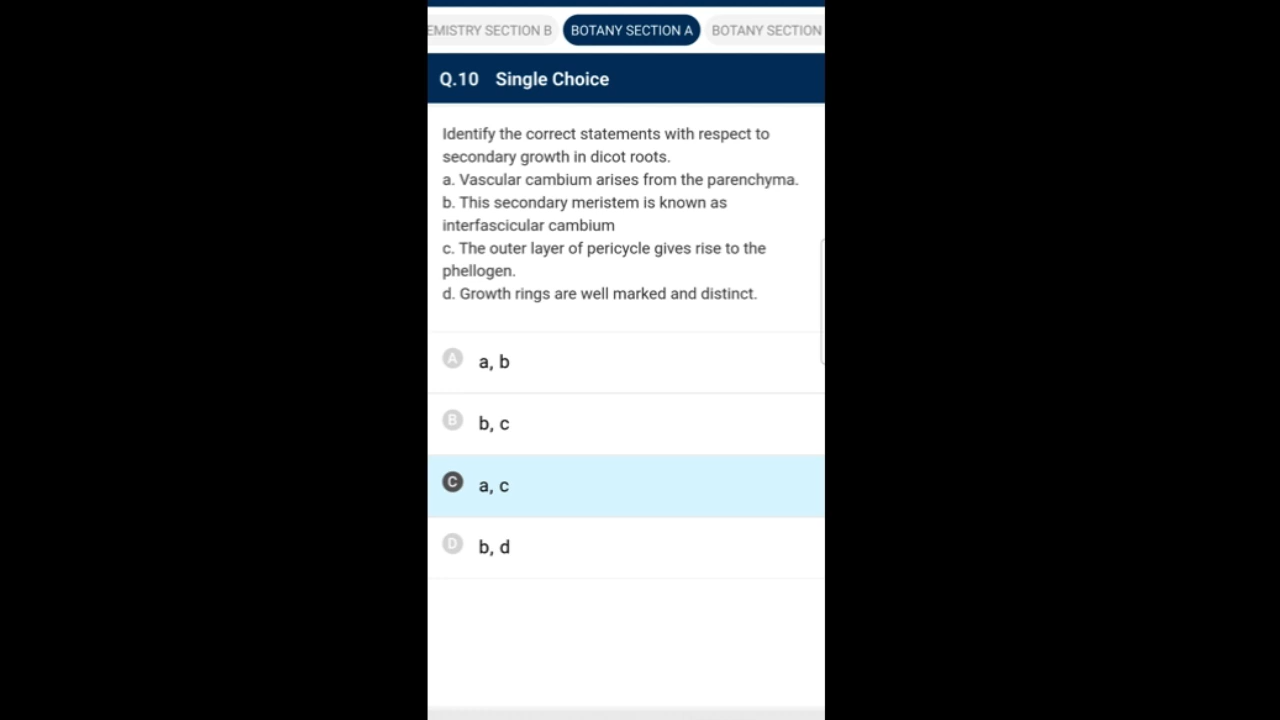 EMISTRY SECTION B BOTANY SECTION A BOTANY SECTION
Q.10 Single Choice
Identify the correct statements with respect to
secondary growth in dicot roots.
a. Vascular cambium arises from the parenchyma.
b. This secondary meristem is known as
interfascicular cambium
c. The outer layer of pericycle gives rise to the
phellogen.
d. Growth rings are well marked and distinct.
A a, b
B b, c
C a, c
D b, d